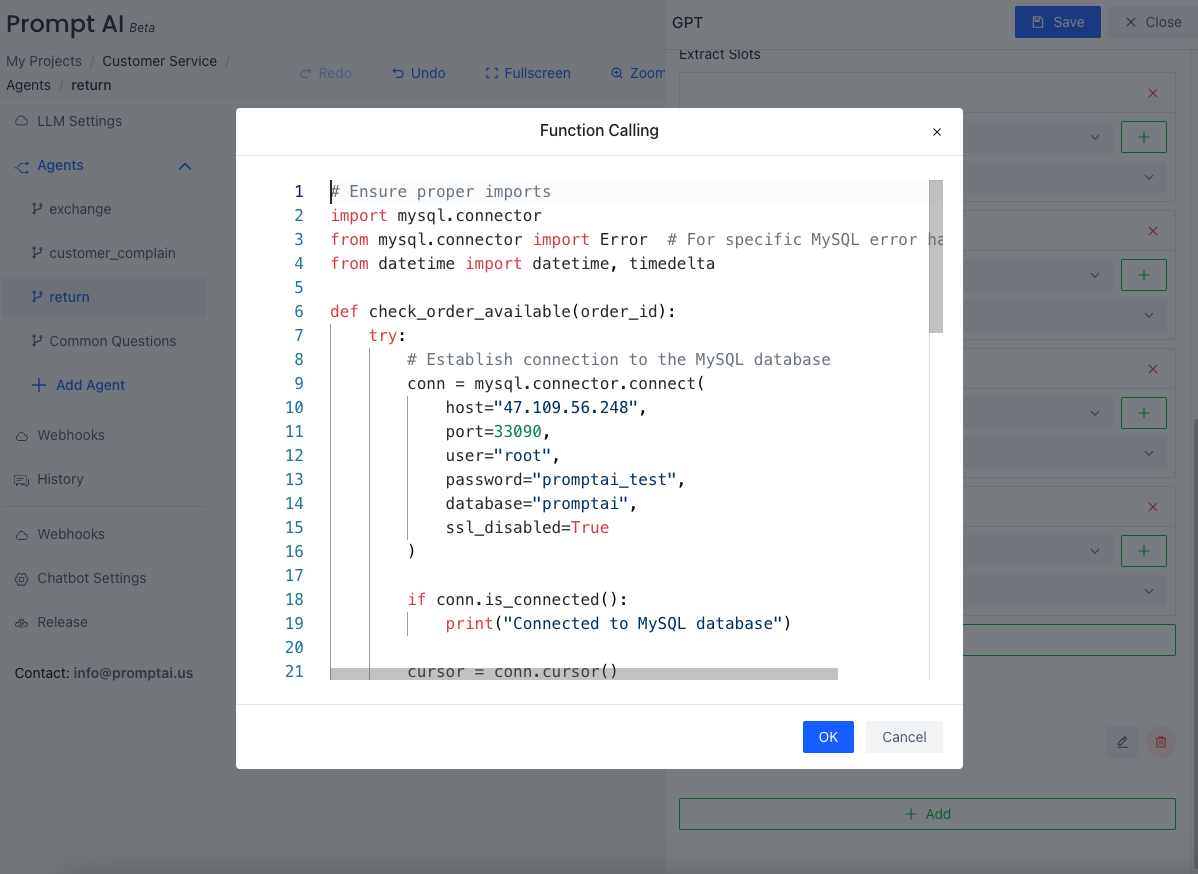 Prompt AI Beta
GPT
Save
Close
My Projects / Customer Service /
Agents / return
Redo
Undo
Fullscreen
Zoom
Extract Slots
LLM Settings
Agents
exchange
customer_complain
return
Common Questions
Add Agent
Webhooks
History
Webhooks
Chatbot Settings
Release
Contact: info@promptai.us
Function Calling
1 # Ensure proper imports
2 import mysql.connector
3 from mysql.connector import Error  # For specific MySQL error ha
4 from datetime import datetime, timedelta
5
6 def check_order_available(order_id):
7     try:
8         # Establish connection to the MySQL database
9         conn = mysql.connector.connect(
10             host="47.109.56.248",
11             port=33090,
12             user="root",
13             password="promptai_test",
14             database="promptai",
15             ssl_disabled=True
16         )
17
18         if conn.is_connected():
19             print("Connected to MySQL database")
20
21         cursor = conn.cursor()
OK
Cancel
Add